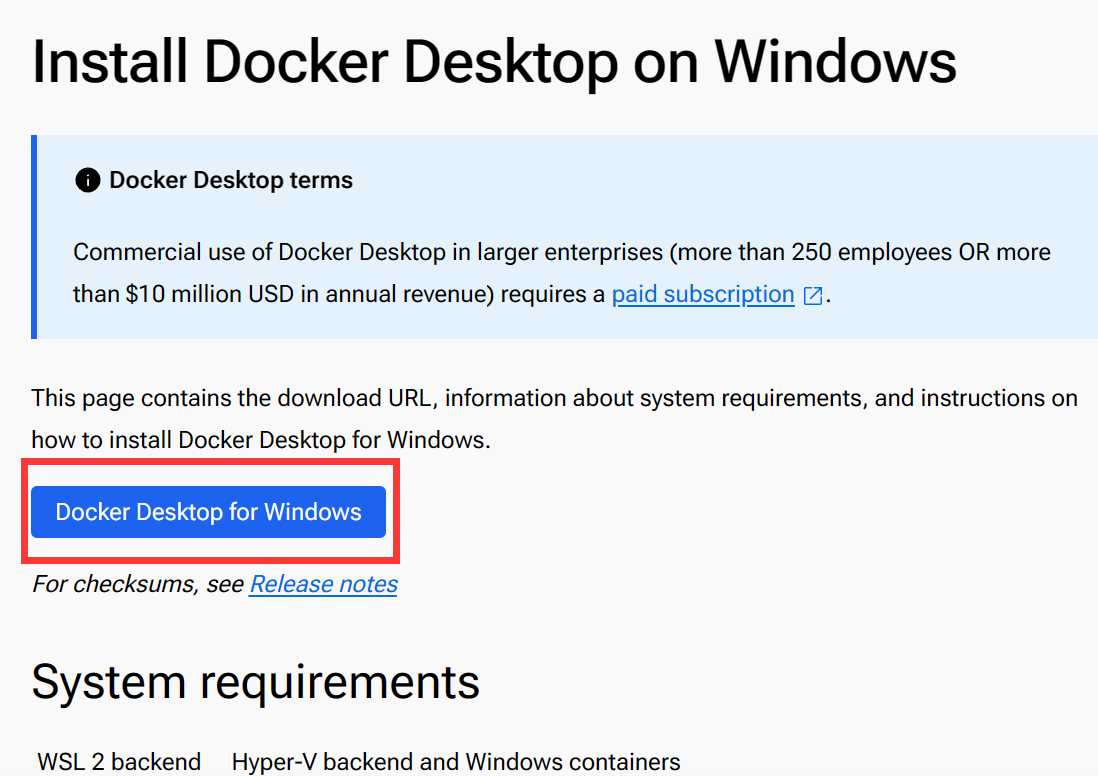 Install Docker Desktop on Windows
Docker Desktop terms
Commercial use of Docker Desktop in larger enterprises (more than 250 employees OR more
than $10 million USD in annual revenue) requires a paid subscription.
This page contains the download URL, information about system requirements, and instructions on
how to install Docker Desktop for Windows.
Docker Desktop for Windows
For checksums, see Release notes
System requirements
WSL 2 backend Hyper-V backend and Windows containers